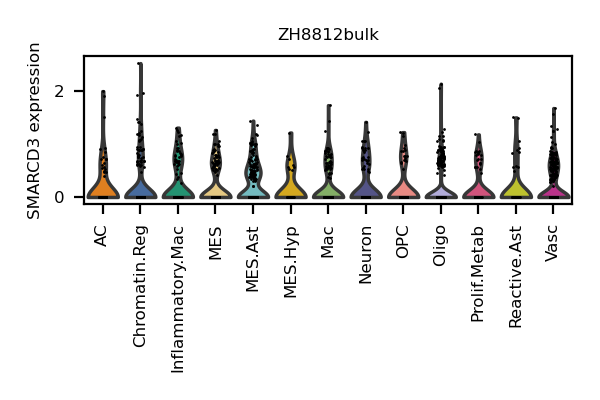 ZH8812bulk
SMARCD3 expression
2
0
AC
Chromatin.Reg
Inflammatory.Mac
MES
MES.Ast
MES.Hyp
Mac
Neuron
OPC
Oligo
Prolif.Metab
Reactive.Ast
Vasc